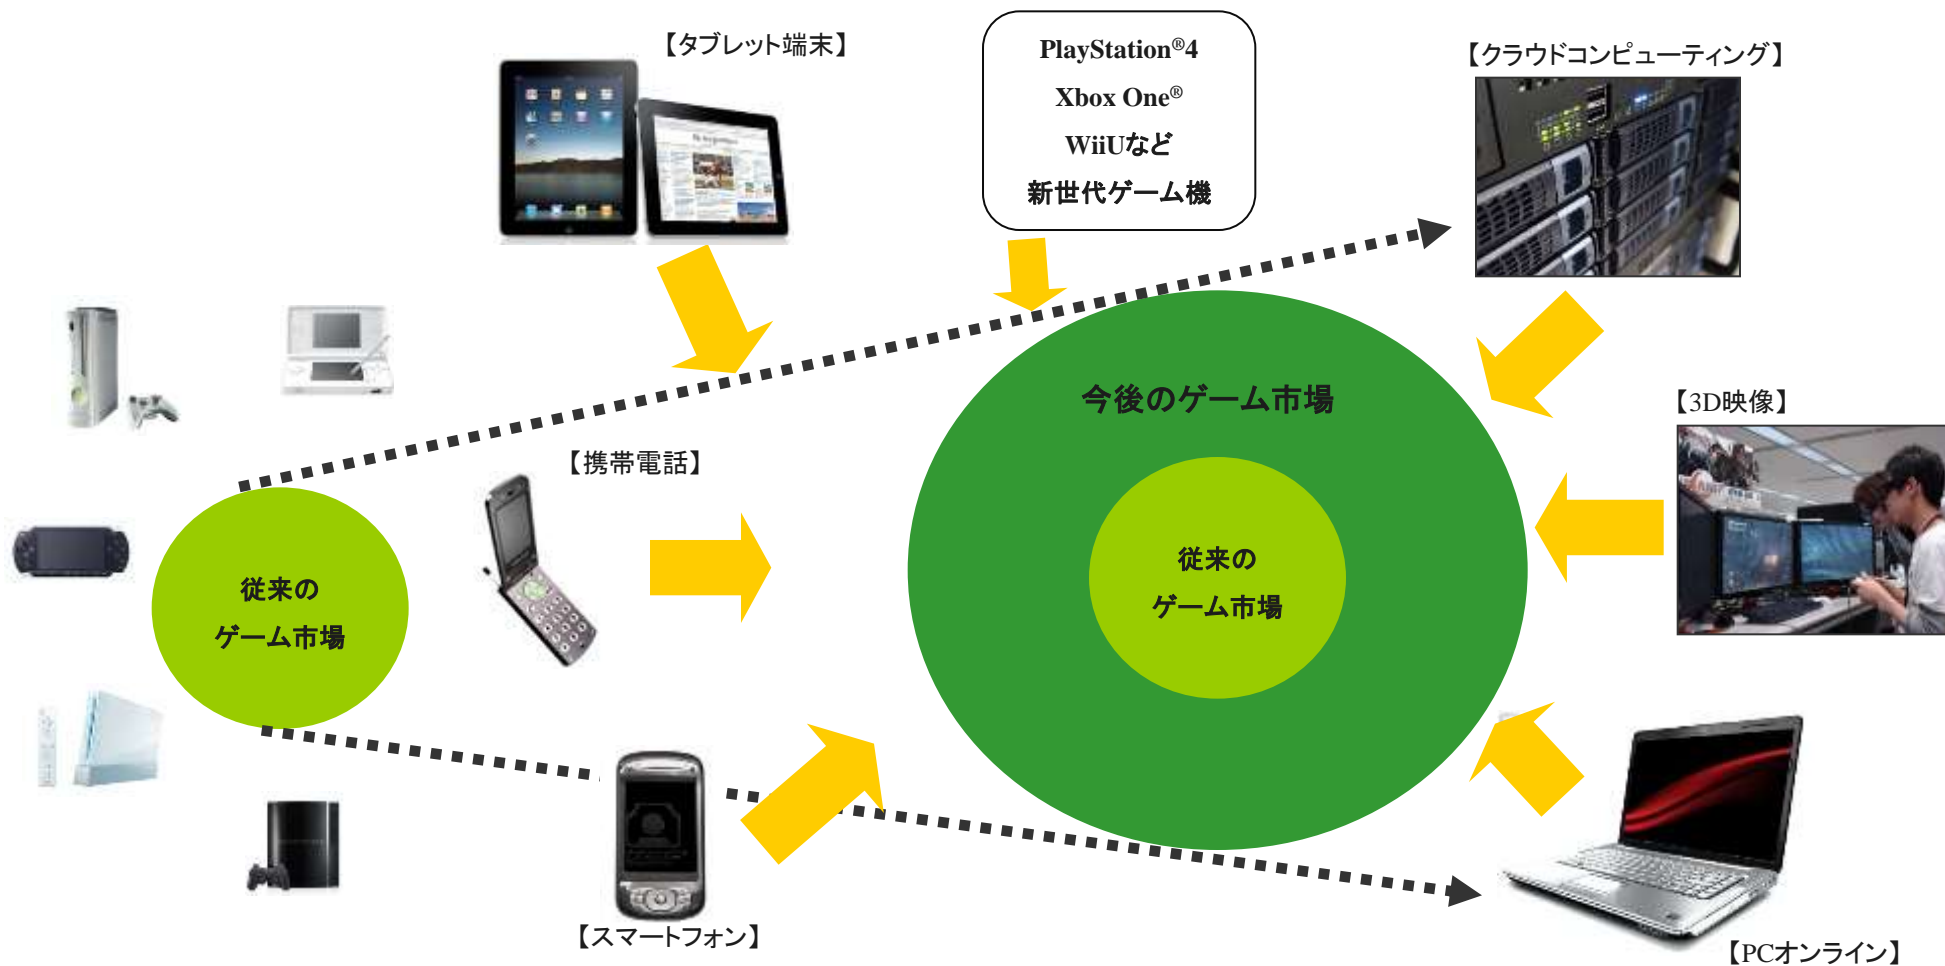 【タブレット端末】
PlayStation®4
Xbox One®
WiiUなど
新世代ゲーム機
【クラウドコンピューティング】
今後のゲーム市場
【3D映像】
【携帯電話】
従来の
ゲーム市場
従来の
ゲーム市場
【スマートフォン】
【PCオンライン】